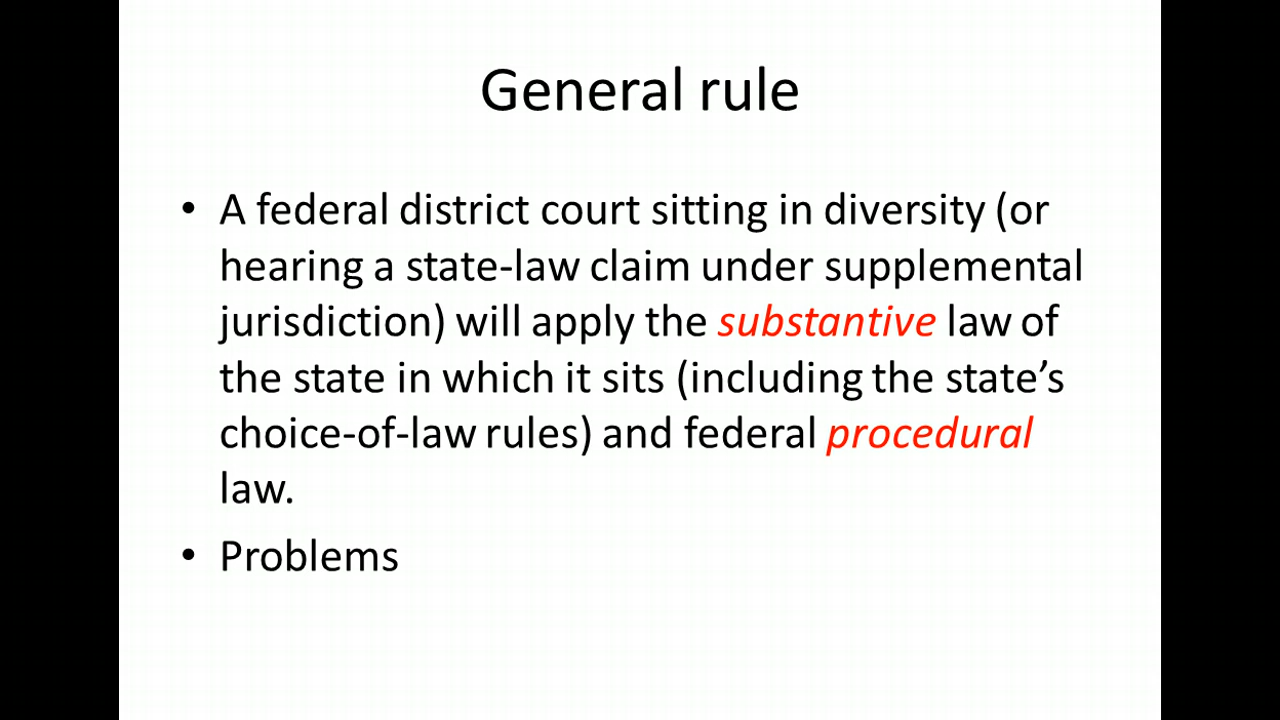 General rule
• A federal district court sitting in diversity (or
hearing a state-law claim under supplemental
jurisdiction) will apply the substantive law of
the state in which it sits (including the state’s
choice-of-law rules) and federal procedural
law.
• Problems